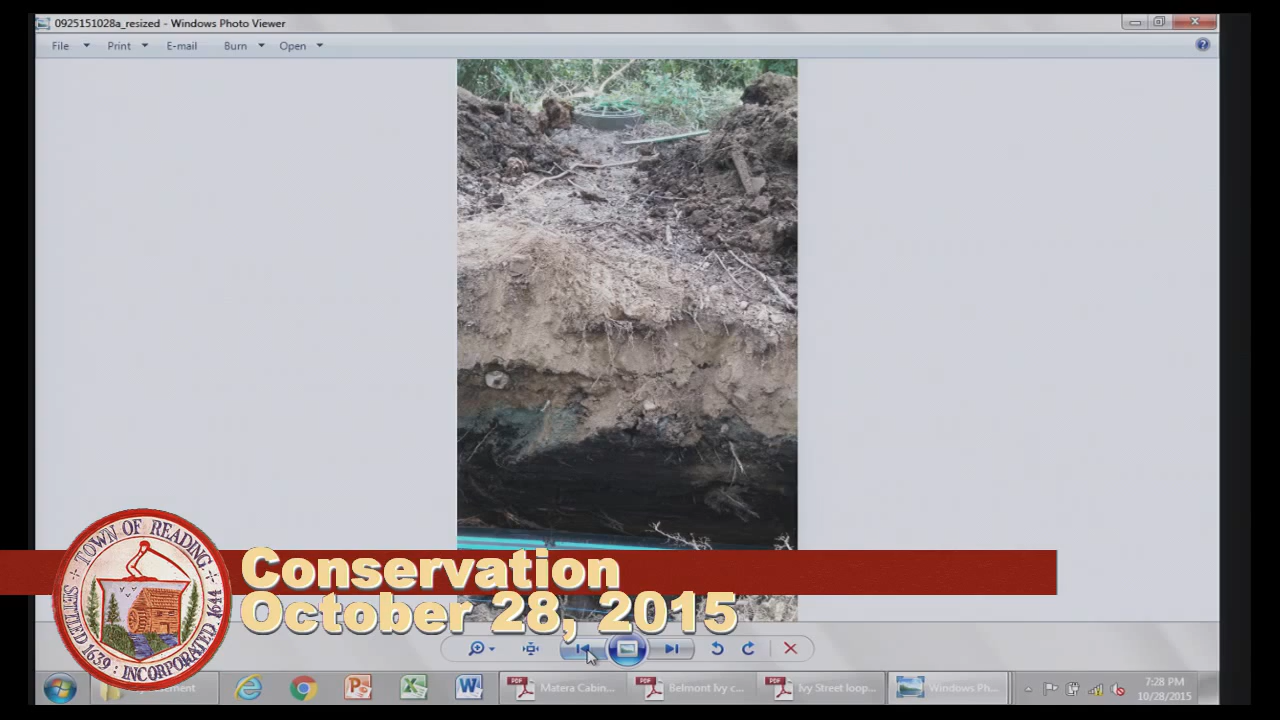 0925151028a_resized - Windows Photo Viewer
File Print E-mail Burn Open
TOWN OF READING
SETTLED 1639 : INCORPORATED 1644
Conservation
October 28, 2015
Matera Cabin...
Belmont Ivy c...
Ivy Street loop...
Windows Ph...
7:28 PM
10/28/2015